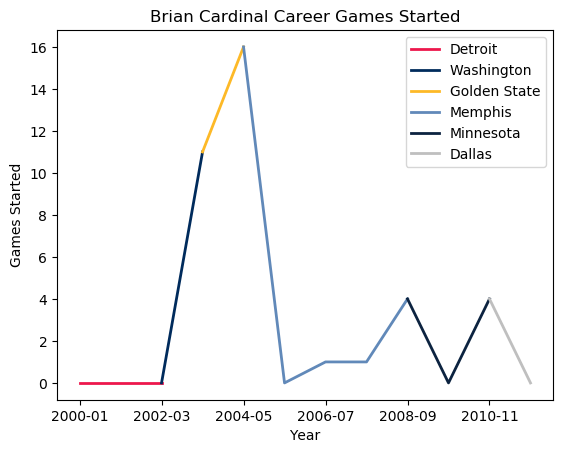 Brian Cardinal Career Games Started
Detroit
Washington
Golden State
Memphis
Minnesota
Dallas
Games Started
16
14
12
10
8
6
4
2
0
2000-01 2002-03 2004-05 2006-07 2008-09 2010-11
Year